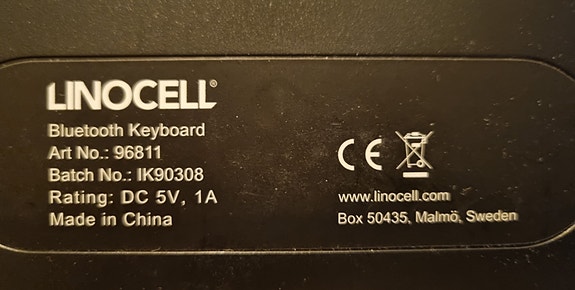 LINOCELL®
Bluetooth Keyboard
Art No.: 96811
Batch No.: IK90308
Rating: DC 5V, 1A
Made in China
CE
www.linocell.com
Box 50435, Malmö, Sweden